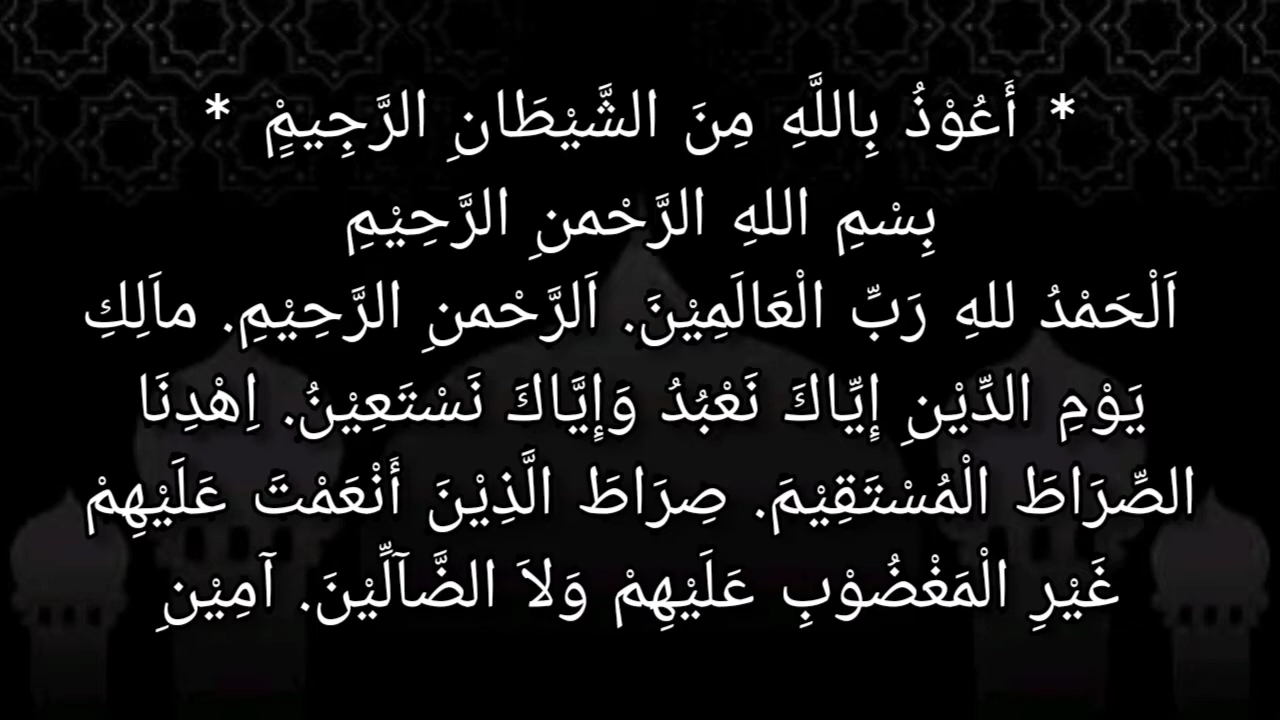 * أَعُوْذُ بِاللَّهِ مِنَ الشَّيْطَانِ الرَّجِيمِْ *
بِسْمِ اللهِ الرَّحْمنِ الرَّحِيْمِ
اَلْحَمْدُ للهِ رَبِّ الْعَالَمِيْنَ. اَلرَّحْمنِ الرَّحِيْمِ. ماَلِكِ
يَوْمِ الدِّيْنِ إِيِّاكَ نَعْبُدُ وَإِيَّاكَ نَسْتَعِيْنُ. اِهْدِنَا
الصِّرَاطَ الْمُسْتَقِيْمَ. صِرَاطَ الَّذِيْنَ أَنْعَمْتَ عَلَيْهِمْ
غَيْرِ الْمَغْضُوْبِ عَلَيْهِمْ وَلاَ الضَّآلِّيْنَ. آمِيْنِ